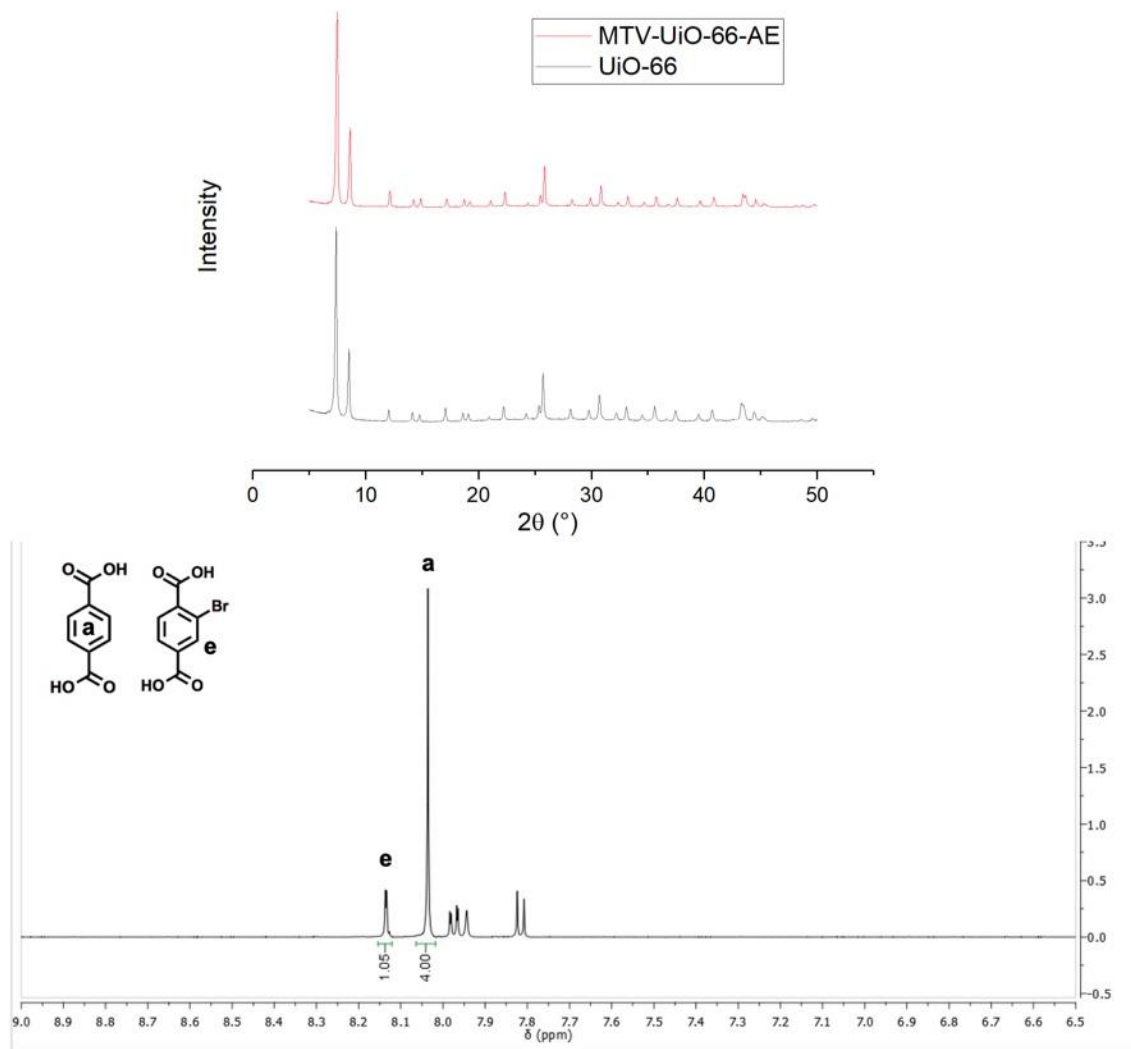 MTV-UiO-66-AE
UiO-66
Intensity
0 10 20 30 40 50
2θ (°)
O OH O OH
a Br
e
HO O HO O
a
e
1.05
4.00
3.5
3.0
2.5
2.0
1.5
1.0
0.5
0.0
-0.5
9.0 8.9 8.8 8.7 8.6 8.5 8.4 8.3 8.2 8.1 8.0 7.9 7.8 7.7 7.6 7.5 7.4 7.3 7.2 7.1 7.0 6.9 6.8 6.7 6.6 6.5
δ (ppm)